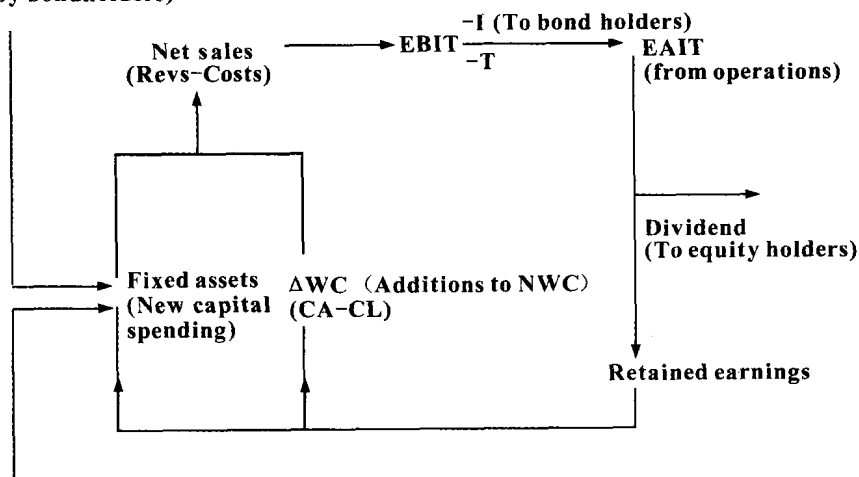 -I (To bond holders)
Net sales
(Revs-Costs)
EBIT
-T
EAIT
(from operations)
Dividend
(To equity holders)
Fixed assets
(New capital
spending)
ΔWC (Additions to NWC)
(CA-CL)
Retained earnings